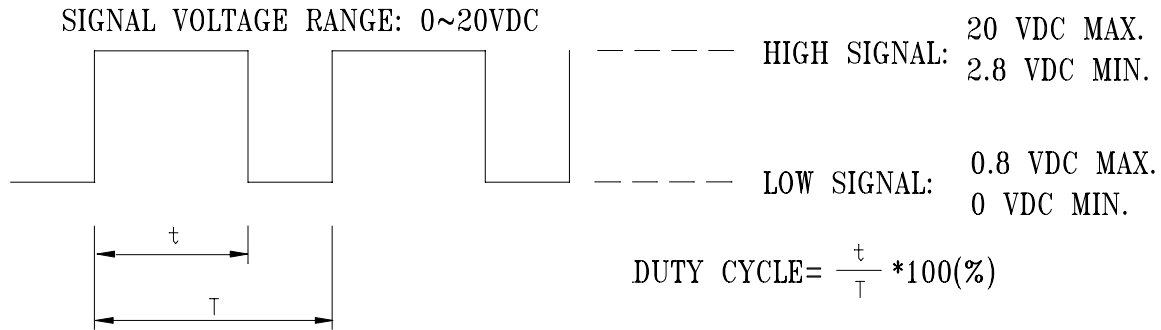 SIGNAL VOLTAGE RANGE: 0~20VDC
HIGH SIGNAL: 20 VDC MAX.
2.8 VDC MIN.
LOW SIGNAL: 0.8 VDC MAX.
0 VDC MIN.
t
T
DUTY CYCLE= t/T *100(%)